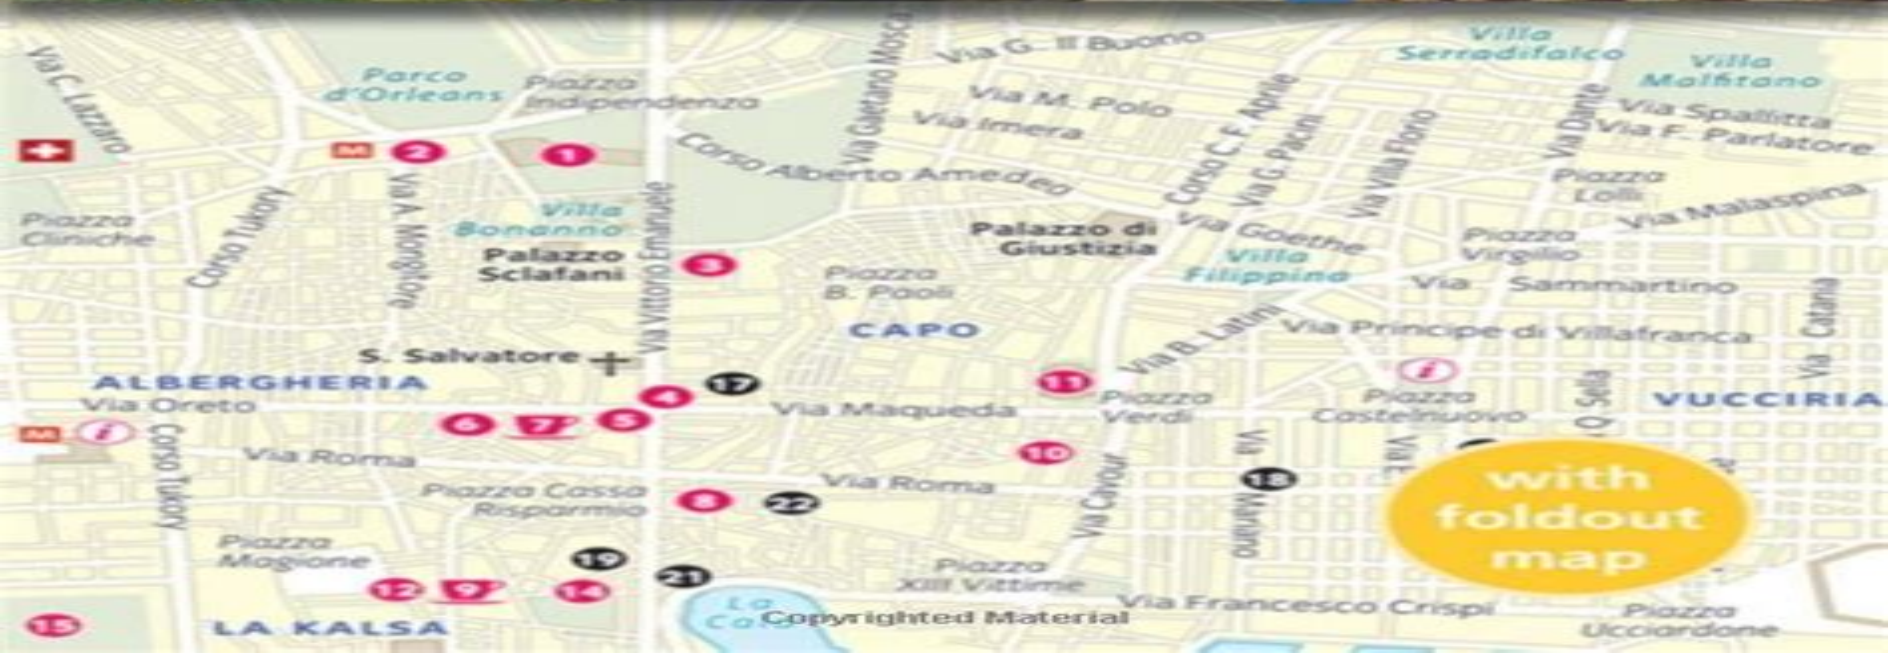 Via C. Lazzaro
Parco
d'Orleans
Piazza
Indipendenza
Via Gaetano Mosca
Via G. Il Buono
Villa
Serradifalco
Villa
Malfitano
Via M. Polo
Via Imera
Corso C. F. Aprile
Via G. Pacini
Via Villa Florio
Via Dante
Via Spallitta
Via F. Parlatore
M
2
1
Corso Alberto Amedeo
Piazza
Lolli
Via Malaspina
Piazza
Cliniche
Corso Tukory
Via A Mongitore
Villa
Bonanno
Palazzo
Sclafani
Via Vittorio Emanuele
3
Piazza
B. Paoli
Palazzo di
Giustizia
Via Goethe
Villa
Filippina
Piazza
Virgilio
Via Sammartino
CAPO
Via B. Latini
Via Principe di Villafranca
Via Catania
S. Salvatore
ALBERGHERIA
17
11
i
Via Oreto
4
Via Maqueda
Piazza
Verdi
Piazza
Castelnuovo
Q. Sella
VUCCIRIA
M
i
6
7
5
Corso Tukory
Via Roma
10
Piazza Cassa
Risparmio
8
22
Via Roma
Via Cavour
Via Mariano
18
with
foldout
map
Piazza
Magione
19
21
12
9
14
Piazza
XIII Vittime
15
LA KALSA
La
Copyrighted Material
Via Francesco Crispi
Piazza
Ucciardone